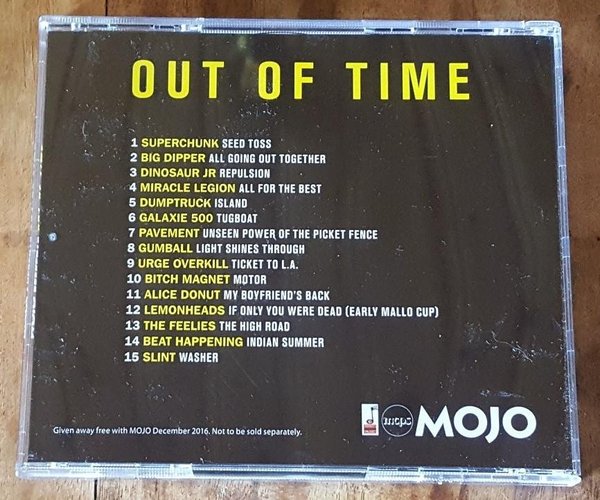 OUT OF TIME
1 SUPERCHUNK SEED TOSS
2 BIG DIPPER ALL GOING OUT TOGETHER
3 DINOSAUR JR REPULSION
4 MIRACLE LEGION ALL FOR THE BEST
5 DUMPTRUCK ISLAND
6 GALAXIE 500 TUGBOAT
7 PAVEMENT UNSEEN POWER OF THE PICKET FENCE
8 GUMBALL LIGHT SHINES THROUGH
9 URGE OVERKILL TICKET TO L.A.
10 BITCH MAGNET MOTOR
11 ALICE DONUT MY BOYFRIEND'S BACK
12 LEMONHEADS IF ONLY YOU WERE DEAD (EARLY MALLO CUP)
13 THE FEELIES THE HIGH ROAD
14 BEAT HAPPENING INDIAN SUMMER
15 SLINT WASHER
Given away free with MOJO December 2016. Not to be sold separately.
mcps MOJO